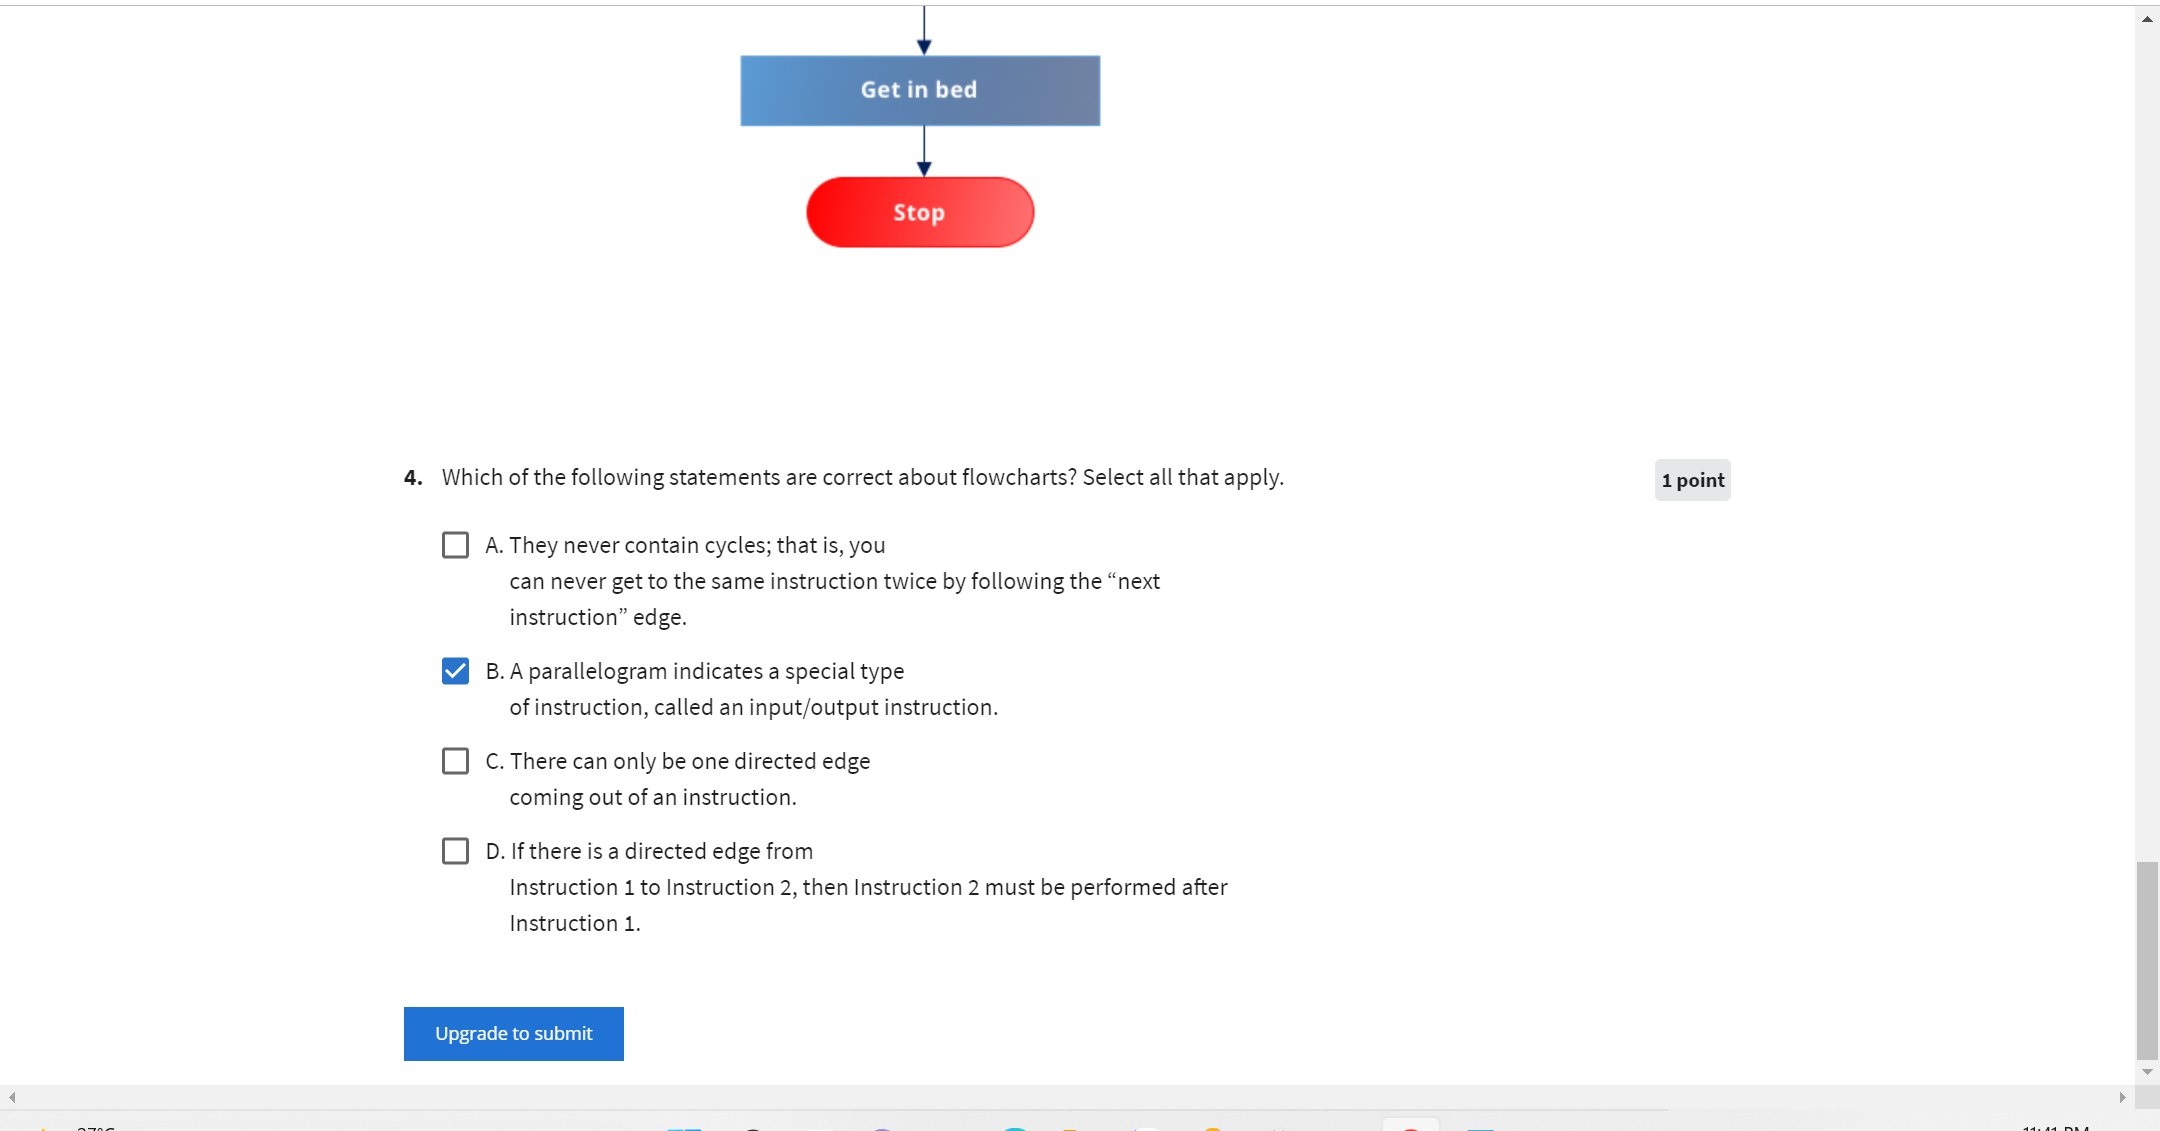 Get in bed
Stop
4. Which of the following statements are correct about flowcharts? Select all that apply.
1 point
A. They never contain cycles; that is, you
can never get to the same instruction twice by following the “next
instruction” edge.
B. A parallelogram indicates a special type
of instruction, called an input/output instruction.
C. There can only be one directed edge
coming out of an instruction.
D. If there is a directed edge from
Instruction 1 to Instruction 2, then Instruction 2 must be performed after
Instruction 1.
Upgrade to submit